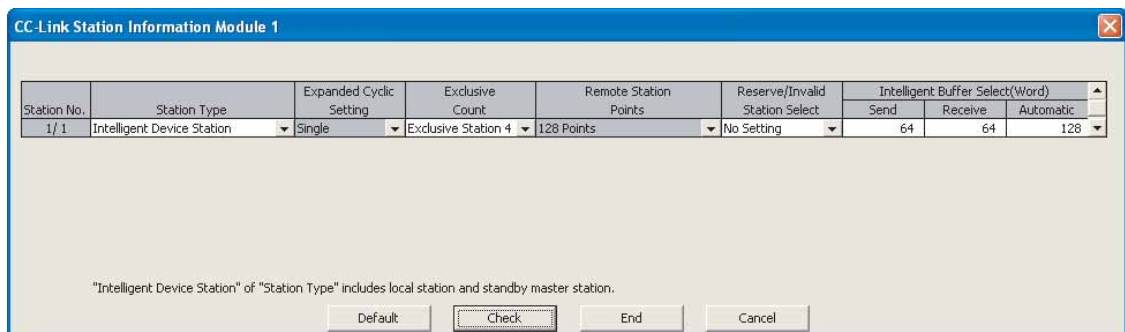 CC-Link Station Information Module 1
Expanded Cyclic Exclusive Remote Station Reserve/Invalid Intelligent Buffer Select(Word)
Station No. Station Type Setting Count Points Station Select Send Receive Automatic
1/ 1 Intelligent Device Station Single Exclusive Station 4 128 Points No Setting 64 64 128
"Intelligent Device Station" of "Station Type" includes local station and standby master station.
Default Check End Cancel